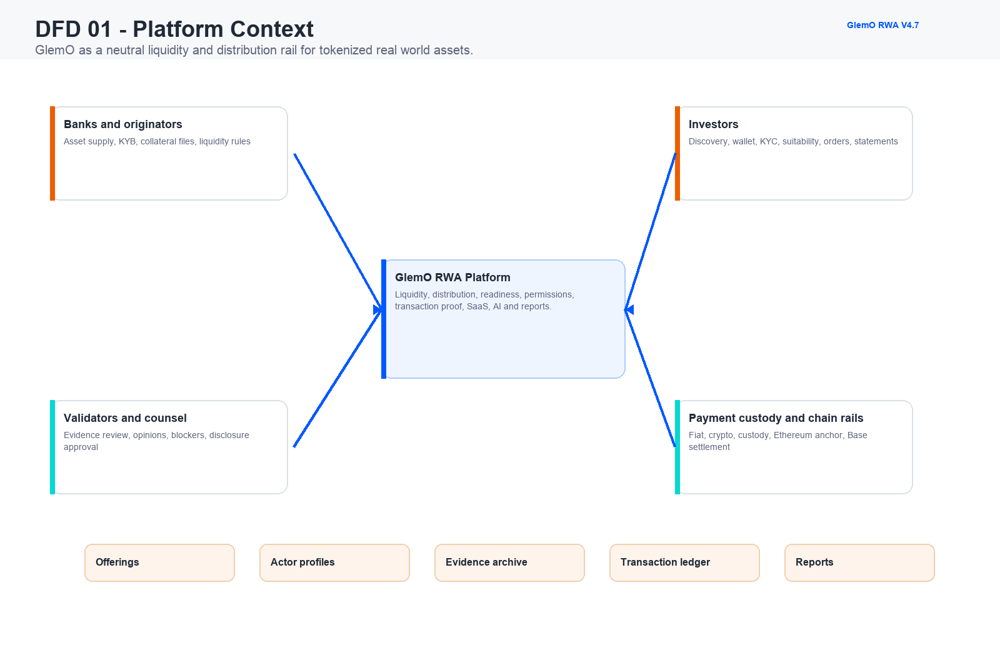 DFD 01 - Platform Context
GlemO RWA V4.7
GlemO as a neutral liquidity and distribution rail for tokenized real world assets.
Banks and originators
Asset supply, KYB, collateral files, liquidity rules
Investors
Discovery, wallet, KYC, suitability, orders, statements
GlemO RWA Platform
Liquidity, distribution, readiness, permissions,
transaction proof, SaaS, AI and reports.
Validators and counsel
Evidence review, opinions, blockers, disclosure
approval
Payment custody and chain rails
Fiat, crypto, custody, Ethereum anchor, Base
settlement
Offerings
Actor profiles
Evidence archive
Transaction ledger
Reports